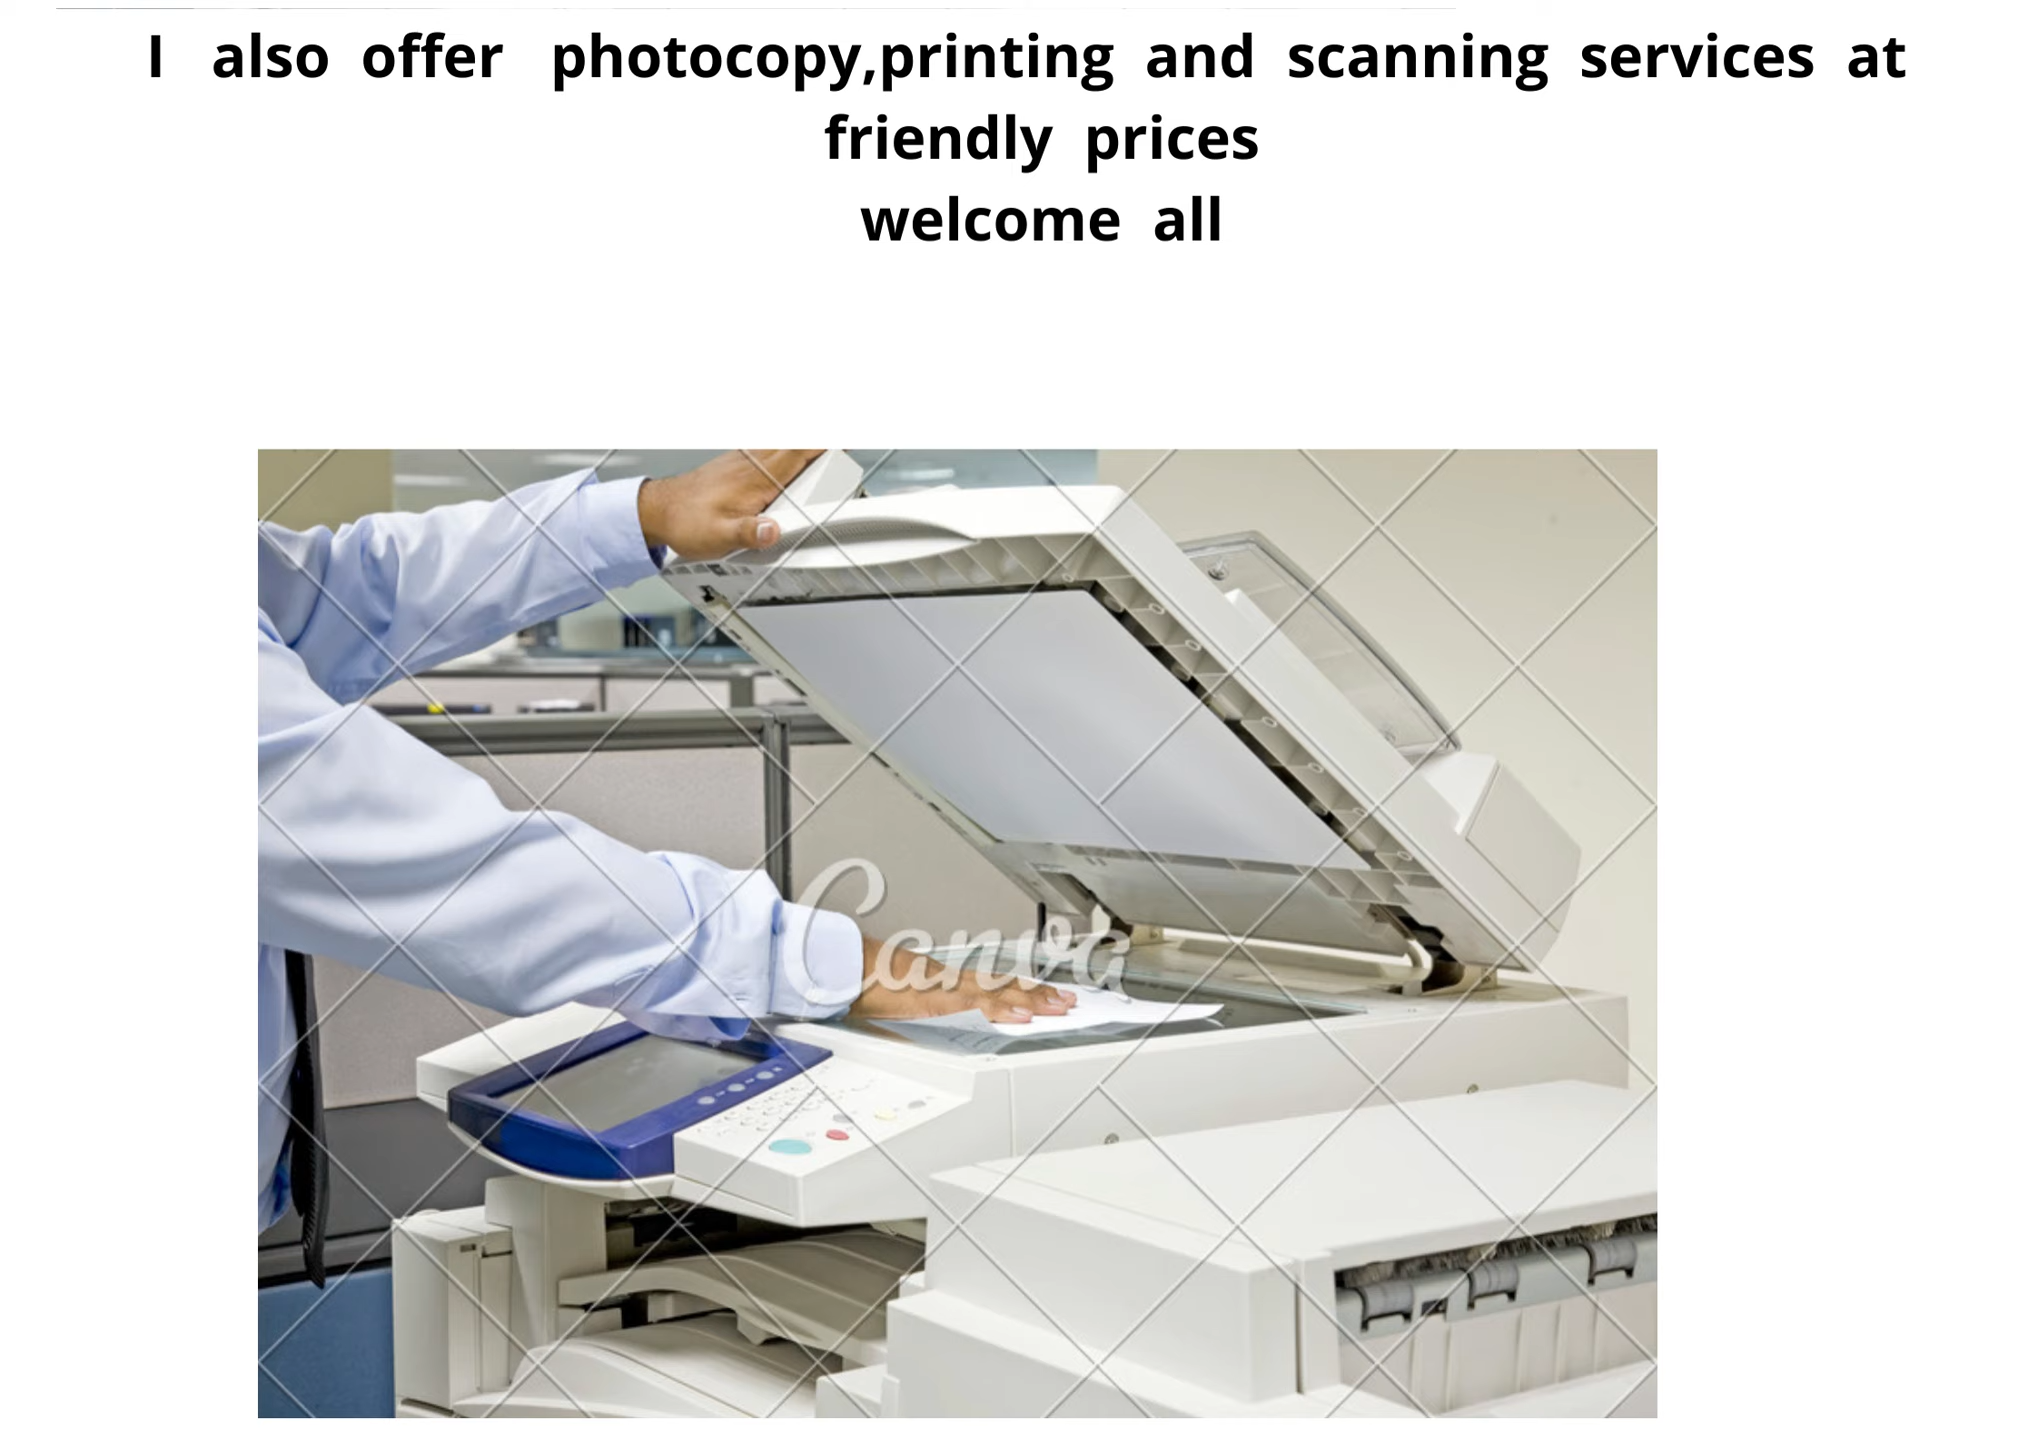 I also offer photocopy,printing and scanning services at
friendly prices
welcome all
Canva